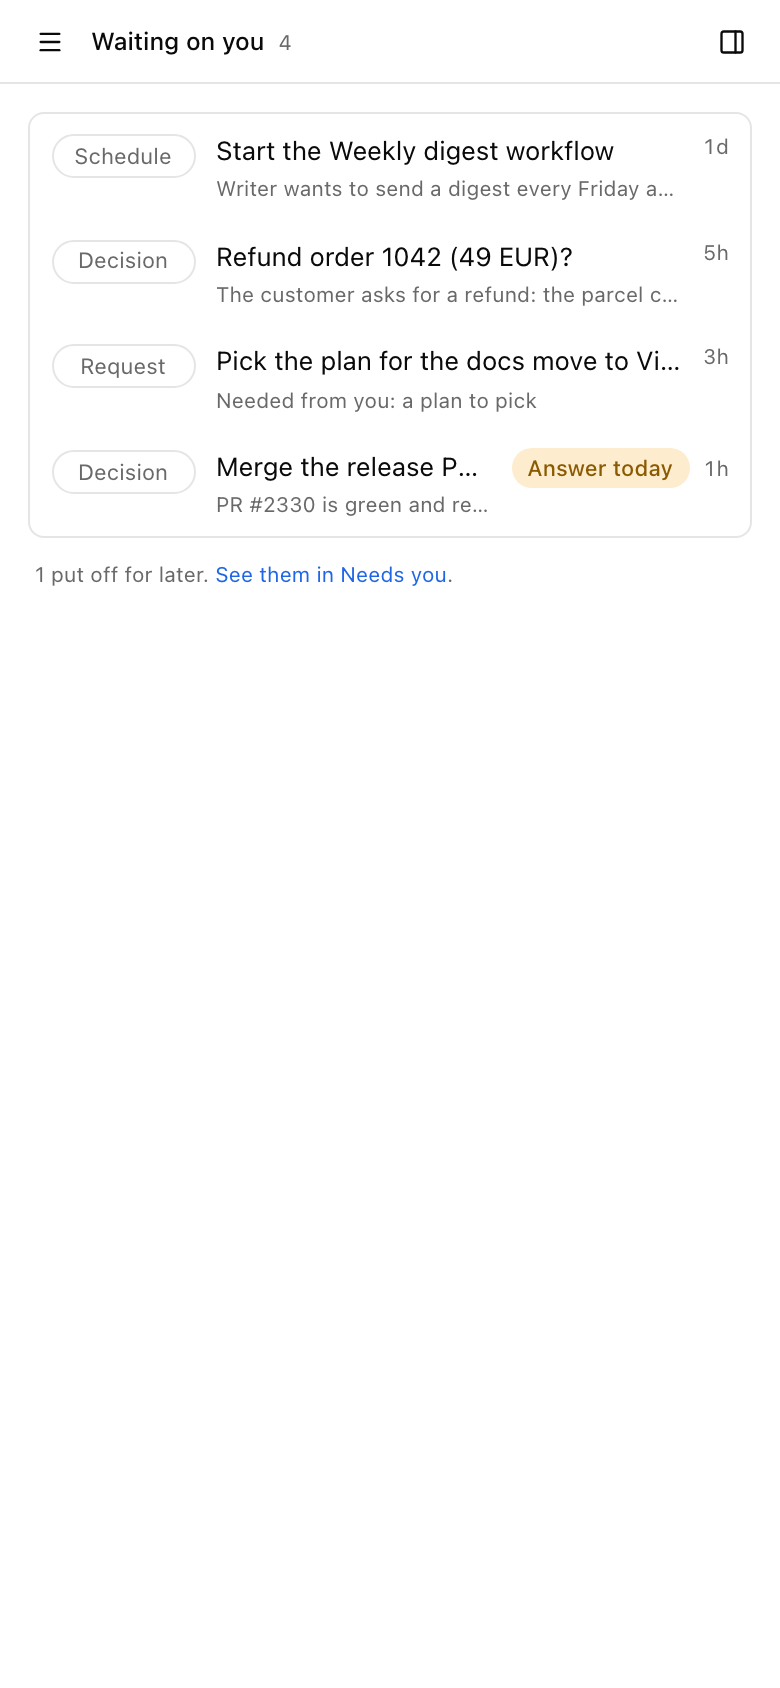 Waiting on you 4
Schedule
Start the Weekly digest workflow
1d
Writer wants to send a digest every Friday a...
Decision
Refund order 1042 (49 EUR)?
5h
The customer asks for a refund: the parcel c...
Request
Pick the plan for the docs move to Vi...
3h
Needed from you: a plan to pick
Decision
Merge the release P...
Answer today
1h
PR #2330 is green and re...
1 put off for later. See them in Needs you.